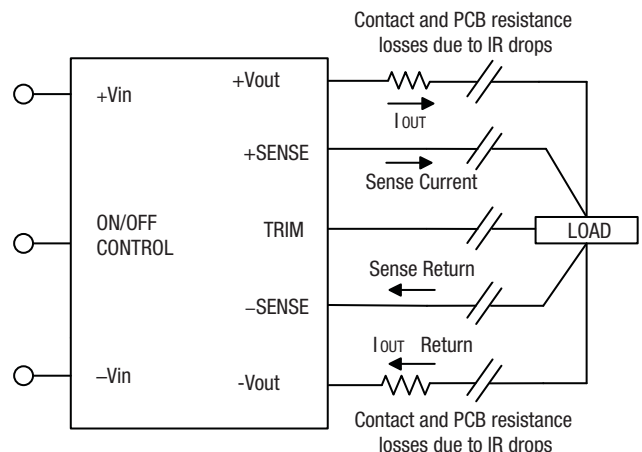 Contact and PCB resistance
losses due to IR drops
+Vin
+Vout
IOUT
+SENSE
Sense Current
ON/OFF
CONTROL
TRIM
LOAD
Sense Return
−SENSE
IOUT Return
–Vin
-Vout
Contact and PCB resistance
losses due to IR drops